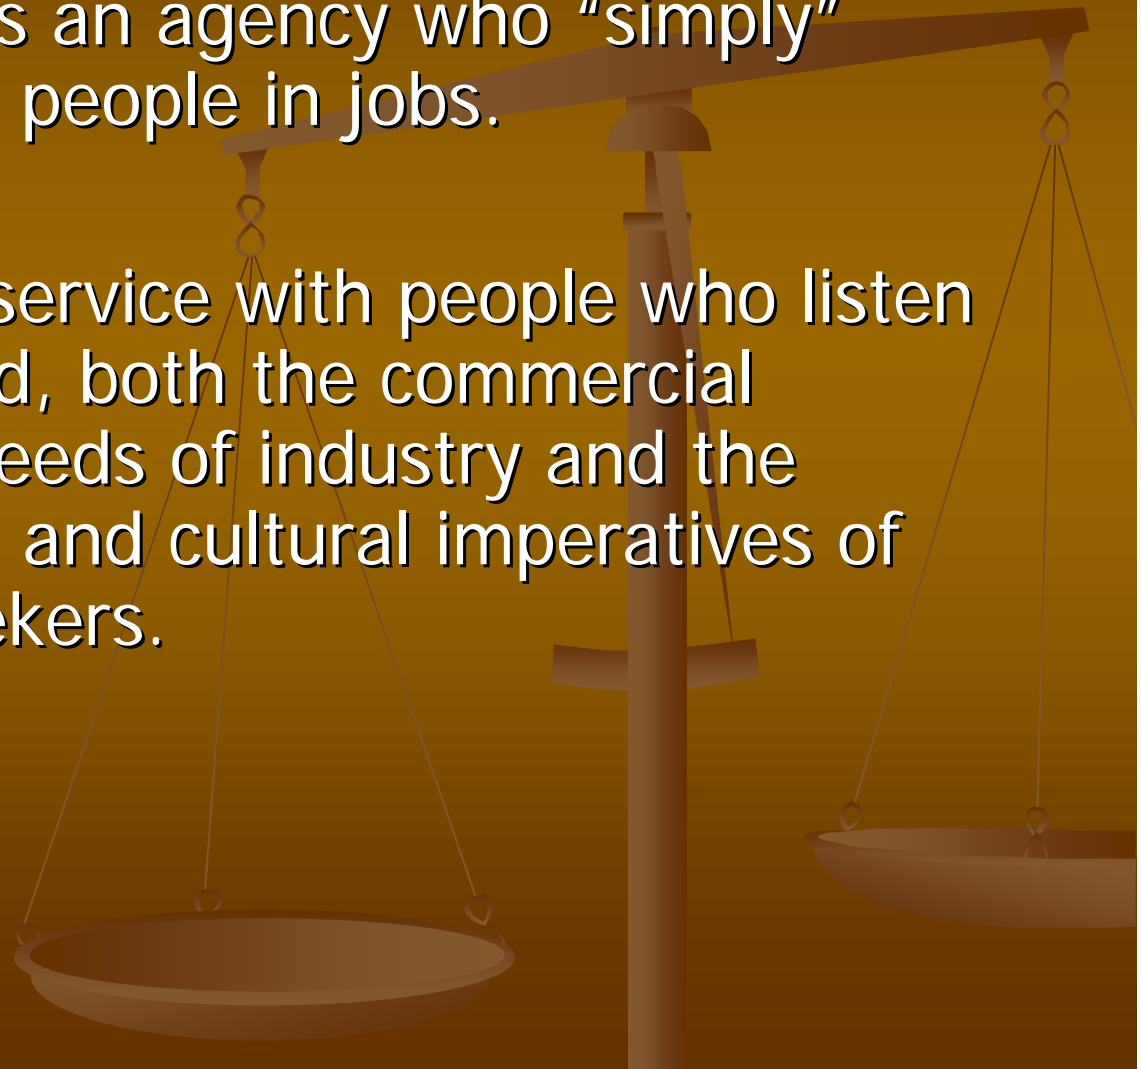 s an agency who “simply”
people in jobs.
service with people who listen
d, both the commercial
eeds of industry and the
and cultural imperatives of
ekers.